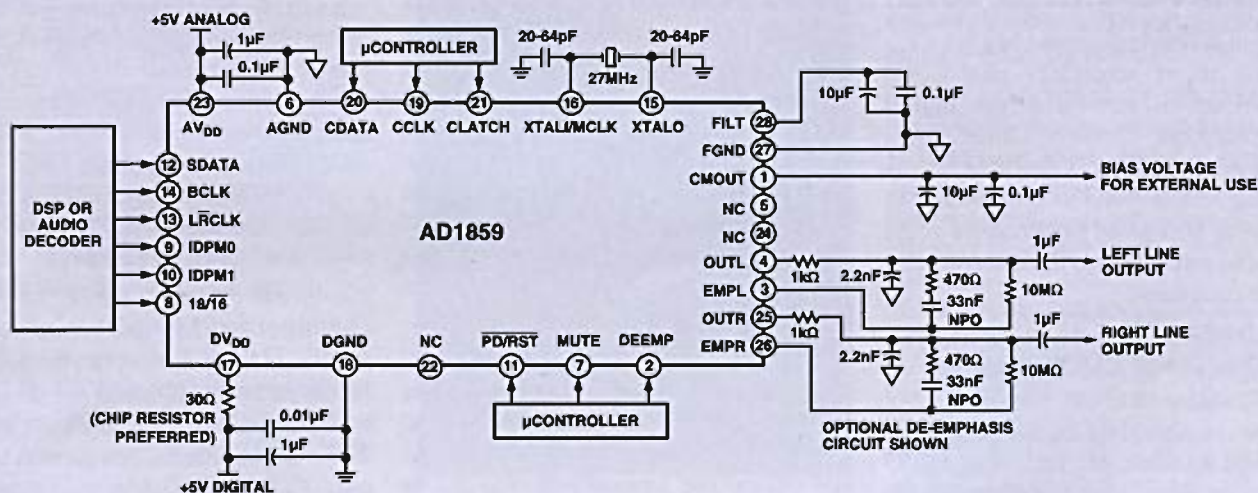 +5V ANALOG
1µF
0.1µF
µCONTROLLER
20-64pF
20-64pF
27MHz
23
6
20
19
21
16
15
AVDD
AGND
CDATA
CCLK
CLATCH
XTALI/MCLK
XTALO
DSP OR
AUDIO
DECODER
12 SDATA
14 BCLK
13 LRCLK
9 IDPM0
10 IDPM1
8 18/16
AD1859
FILT 28
FGND 27
CMOUT 1
NC 5
NC 24
OUTL 4
EMPL 3
OUTR 25
EMPR 26
10µF
0.1µF
10µF
0.1µF
BIAS VOLTAGE
FOR EXTERNAL USE
1kΩ
2.2nF
470Ω
33nF
NPO
10MΩ
1µF
LEFT LINE
OUTPUT
1kΩ
2.2nF
470Ω
33nF
NPO
10MΩ
1µF
RIGHT LINE
OUTPUT
OPTIONAL DE-EMPHASIS
CIRCUIT SHOWN
DVDD
DGND
NC
PD/RST
MUTE
DEEMP
17
18
22
11
7
2
30Ω
(CHIP RESISTOR
PREFERRED)
0.01µF
1µF
+5V DIGITAL
µCONTROLLER